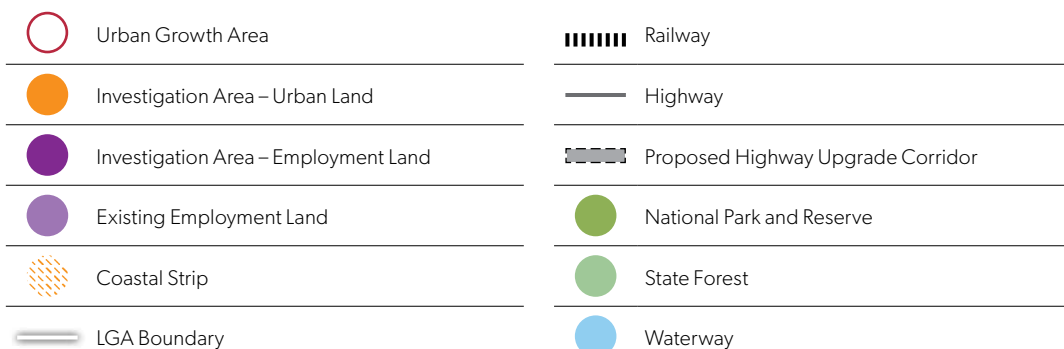 Urban Growth Area
Investigation Area – Urban Land
Investigation Area – Employment Land
Existing Employment Land
Coastal Strip
LGA Boundary
Railway
Highway
Proposed Highway Upgrade Corridor
National Park and Reserve
State Forest
Waterway